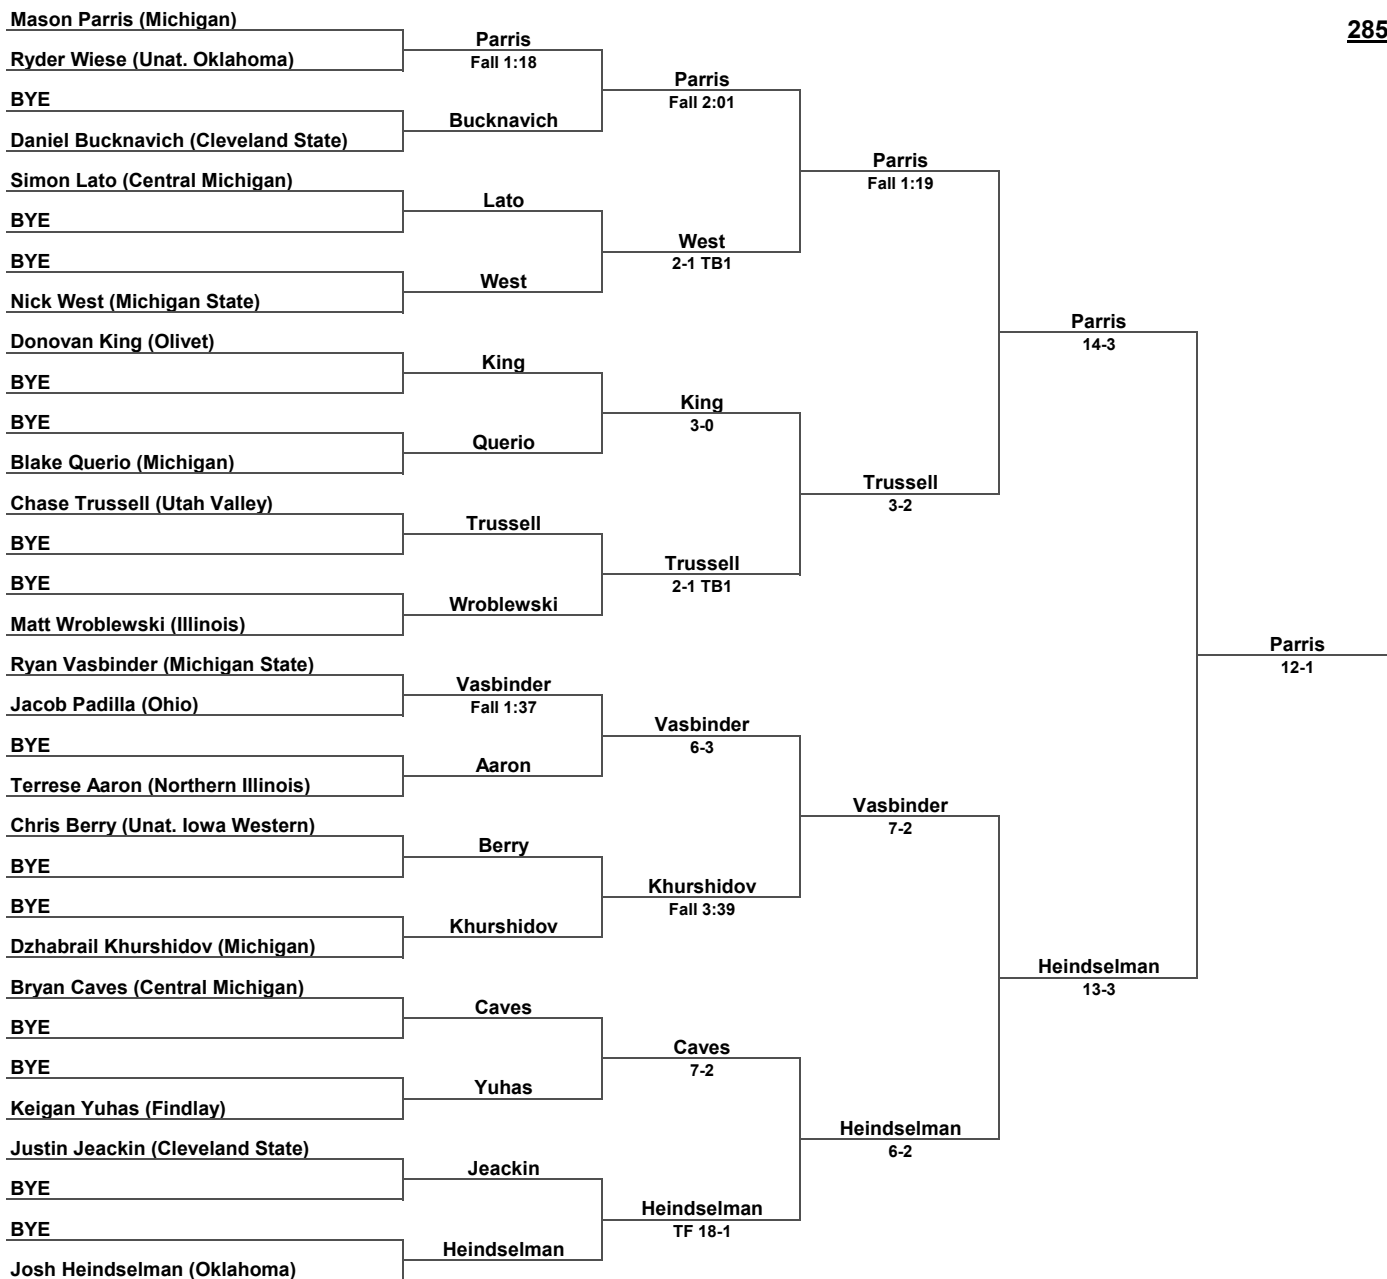 Mason Parris (Michigan)
285
Parris
Ryder Wiese (Unat. Oklahoma)
Fall 1:18
Parris
BYE
Fall 2:01
Bucknavich
Daniel Bucknavich (Cleveland State)
Parris
Simon Lato (Central Michigan)
Fall 1:19
Lato
BYE
West
BYE
2-1 TB1
West
Nick West (Michigan State)
Parris
Donovan King (Olivet)
14-3
King
BYE
King
BYE
3-0
Querio
Blake Querio (Michigan)
Trussell
Chase Trussell (Utah Valley)
3-2
Trussell
BYE
Trussell
BYE
2-1 TB1
Wroblewski
Matt Wroblewski (Illinois)
Parris
Ryan Vasbinder (Michigan State)
12-1
Vasbinder
Jacob Padilla (Ohio)
Fall 1:37
Vasbinder
BYE
6-3
Aaron
Terrese Aaron (Northern Illinois)
Vasbinder
Chris Berry (Unat. Iowa Western)
7-2
Berry
BYE
Khurshidov
BYE
Fall 3:39
Khurshidov
Dzhabrail Khurshidov (Michigan)
Heindselman
Bryan Caves (Central Michigan)
13-3
Caves
BYE
Caves
BYE
7-2
Yuhas
Keigan Yuhas (Findlay)
Heindselman
Justin Jeackin (Cleveland State)
6-2
Jeackin
BYE
Heindselman
BYE
TF 18-1
Heindselman
Josh Heindselman (Oklahoma)